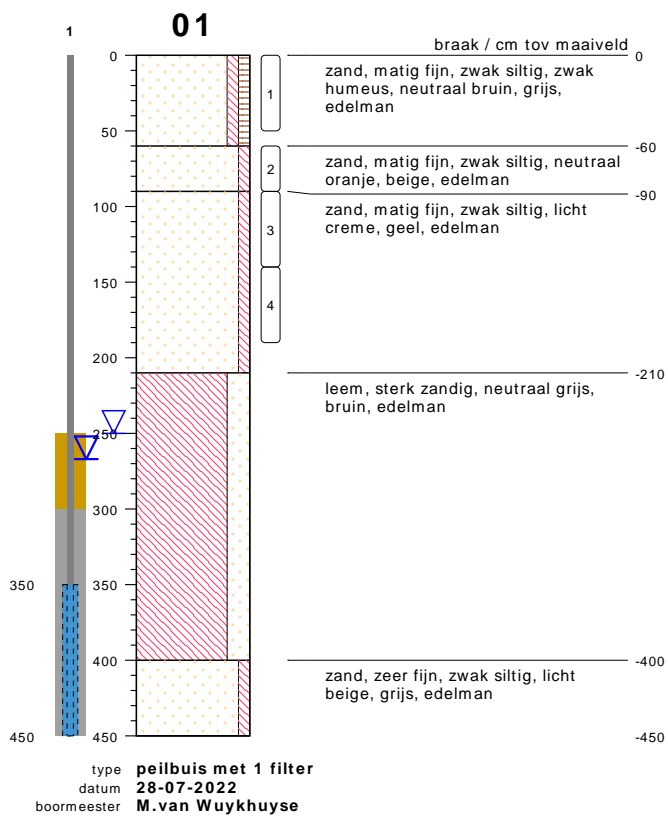 01
1
braak / cm tov maaiveld
0
0
zand, matig fijn, zwak siltig, zwak
humeus, neutraal bruin, grijs,
edelman
1
50
-60
zand, matig fijn, zwak siltig, neutraal
oranje, beige, edelman
2
-90
100
zand, matig fijn, zwak siltig, licht
creme, geel, edelman
3
150
4
200
-210
leem, sterk zandig, neutraal grijs,
bruin, edelman
250
300
350
350
400
-400
zand, zeer fijn, zwak siltig, licht
beige, grijs, edelman
450
450
-450
type peilbuis met 1 filter
datum 28-07-2022
boormeester M.van Wuykhuyse